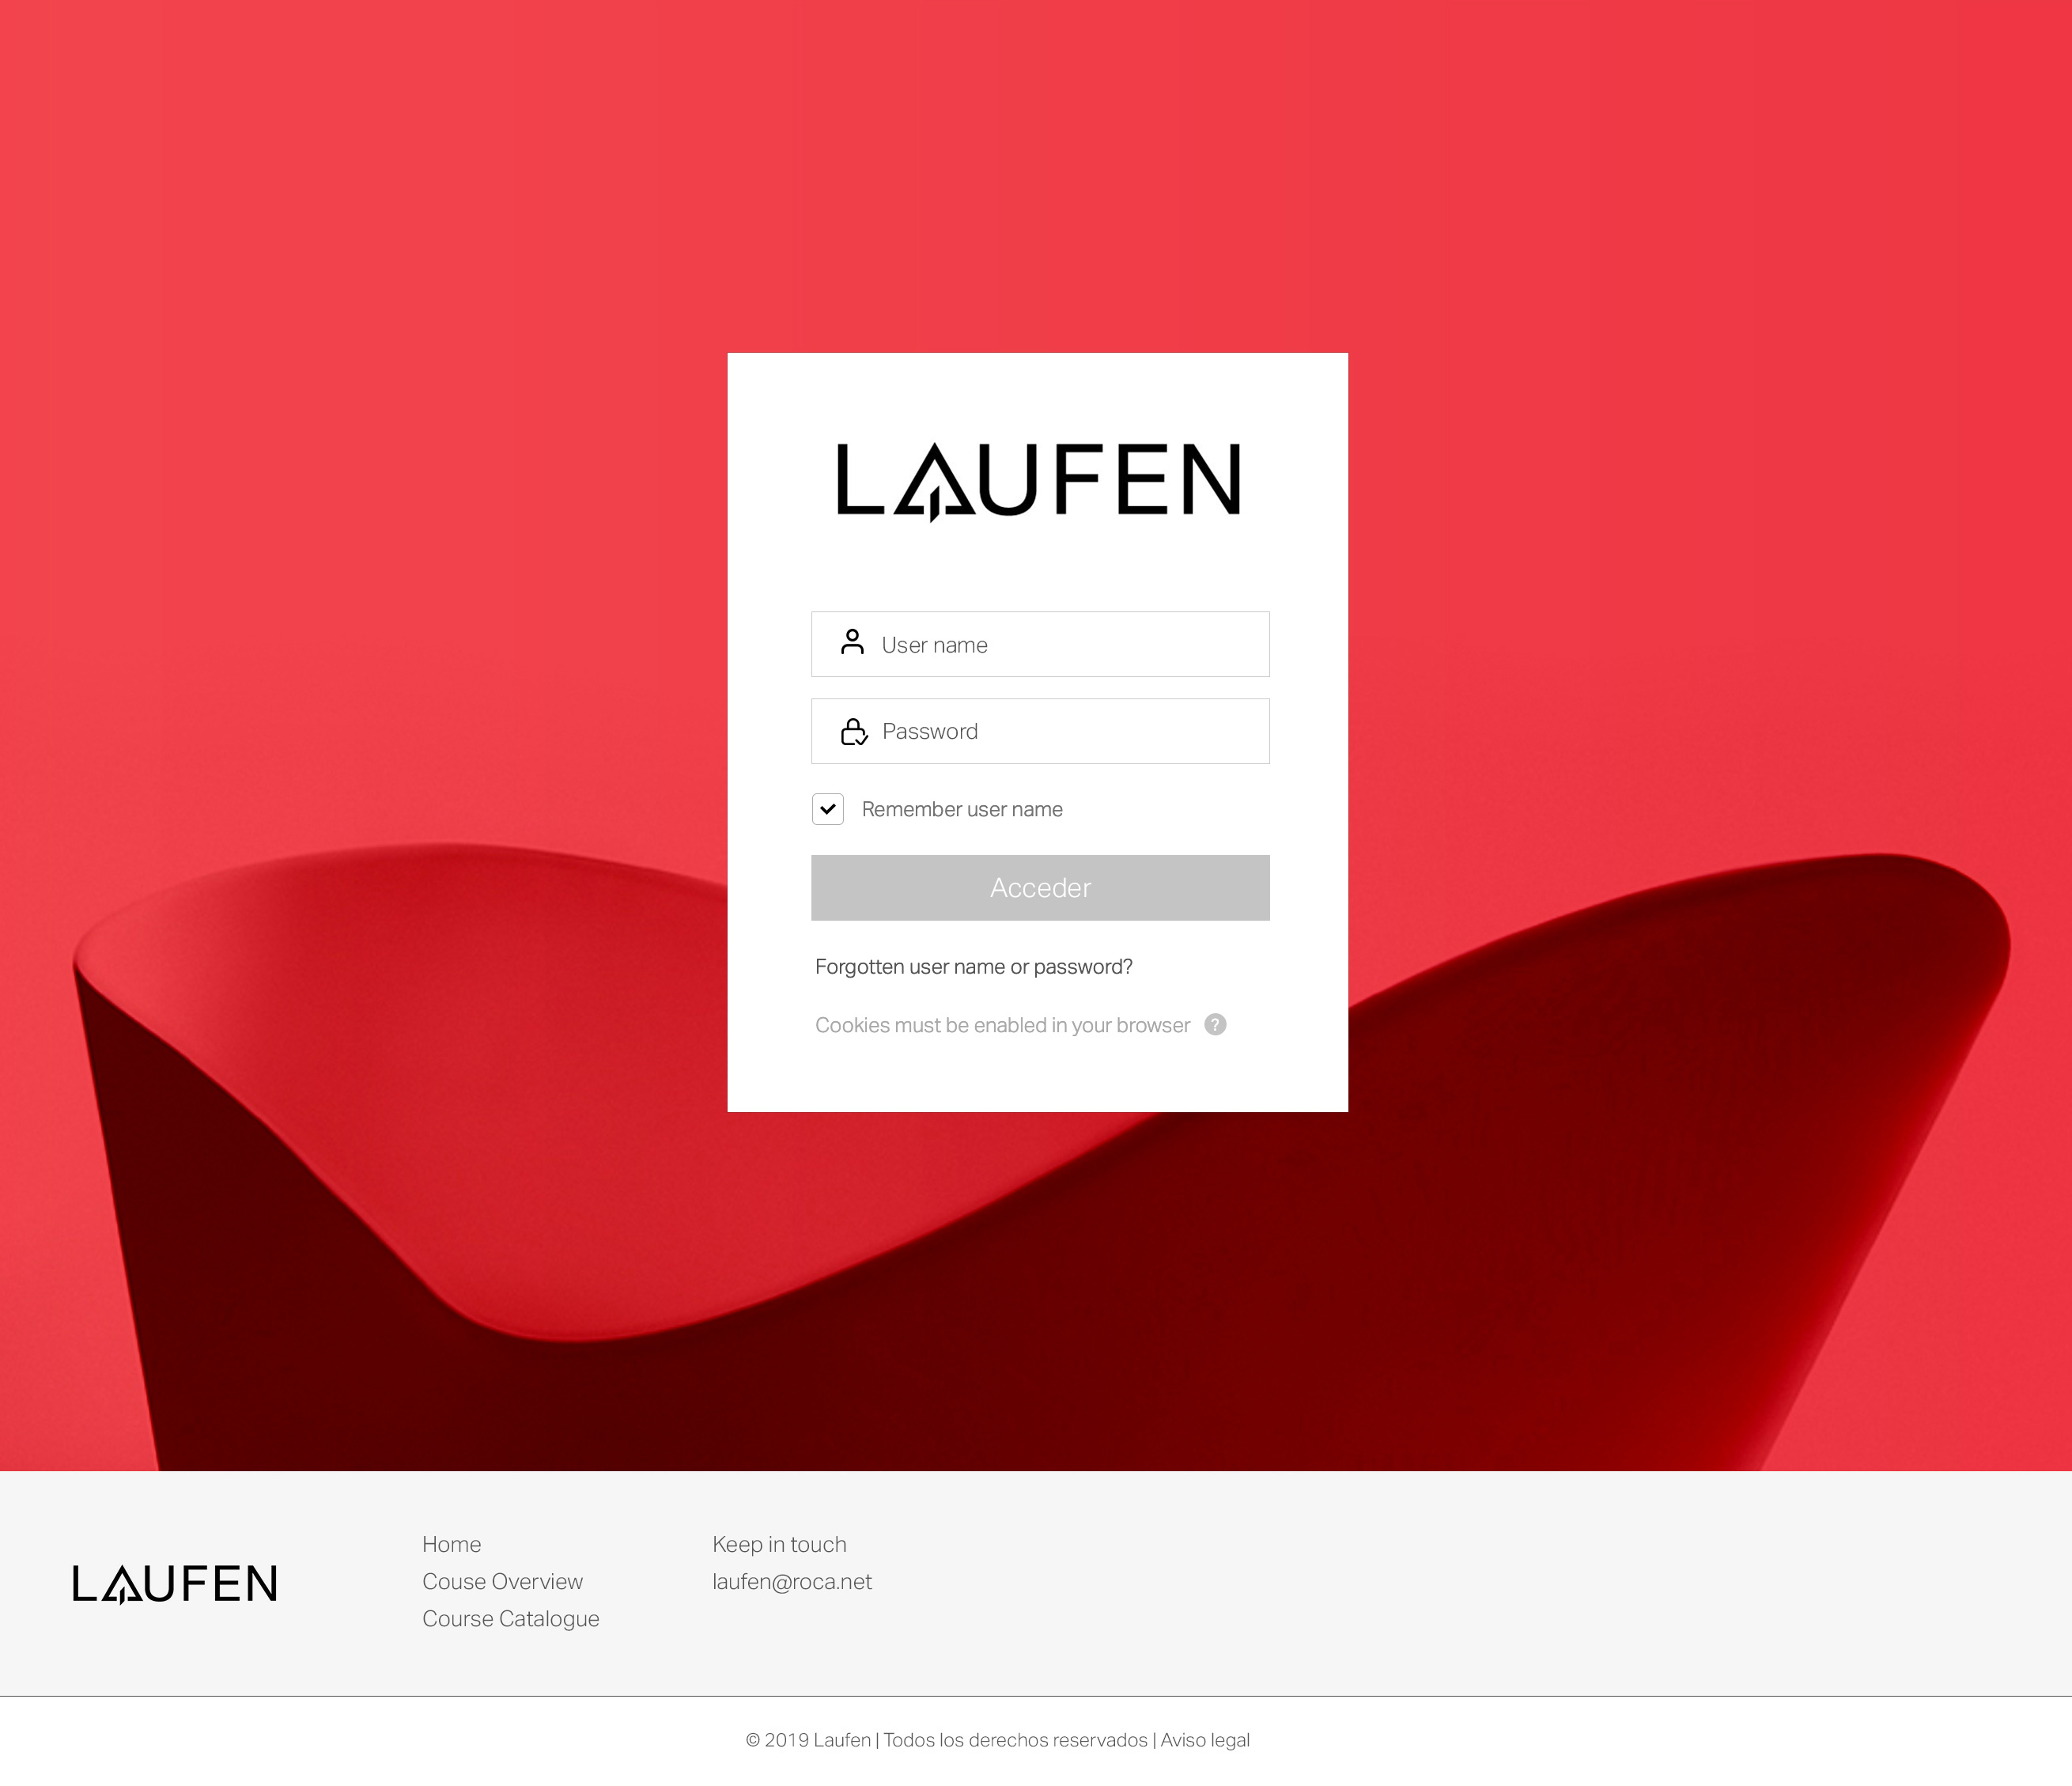 LAUFEN
User name
Password
Remember user name
Acceder
Forgotten user name or password?
Cookies must be enabled in your browser ?
LAUFEN
Home
Couse Overview
Course Catalogue
Keep in touch
laufen@roca.net
© 2019 Laufen | Todos los derechos reservados | Aviso legal